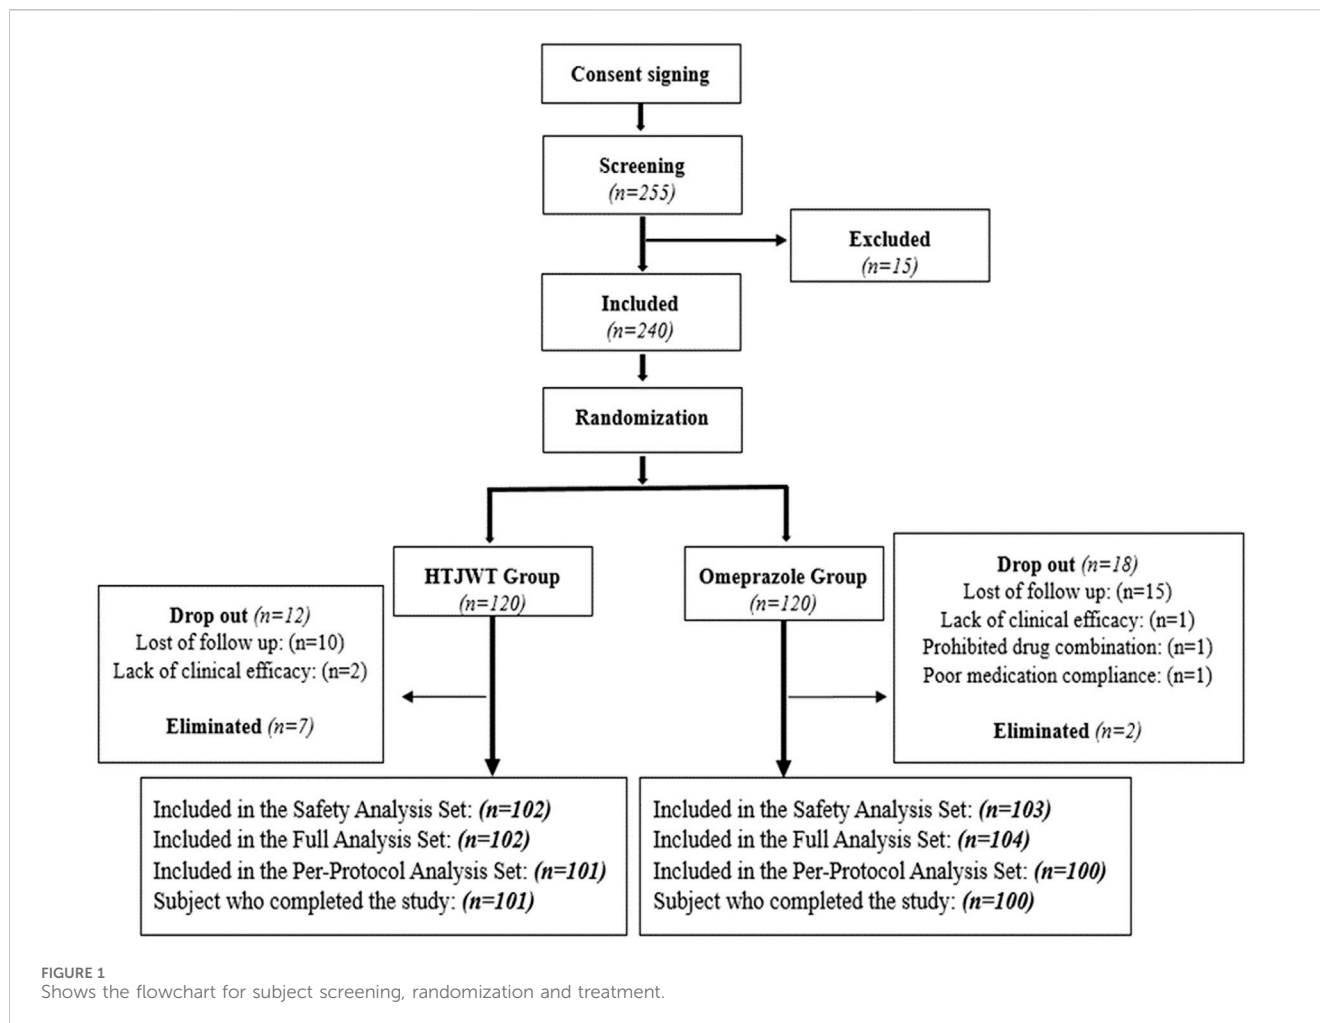 Consent signing
Screening
(n=255)
Excluded
(n=15)
Included
(n=240)
Randomization
HTJWT Group
(n=120)
Omeprazole Group
(n=120)
Drop out (n=12)
Lost of follow up: (n=10)
Lack of clinical efficacy: (n=2)
Eliminated (n=7)
Drop out (n=18)
Lost of follow up: (n=15)
Lack of clinical efficacy: (n=1)
Prohibited drug combination: (n=1)
Poor medication compliance: (n=1)
Eliminated (n=2)
Included in the Safety Analysis Set: (n=102)
Included in the Full Analysis Set: (n=102)
Included in the Per-Protocol Analysis Set: (n=101)
Subject who completed the study: (n=101)
Included in the Safety Analysis Set: (n=103)
Included in the Full Analysis Set: (n=104)
Included in the Per-Protocol Analysis Set: (n=100)
Subject who completed the study: (n=100)
FIGURE 1
Shows the flowchart for subject screening, randomization and treatment.